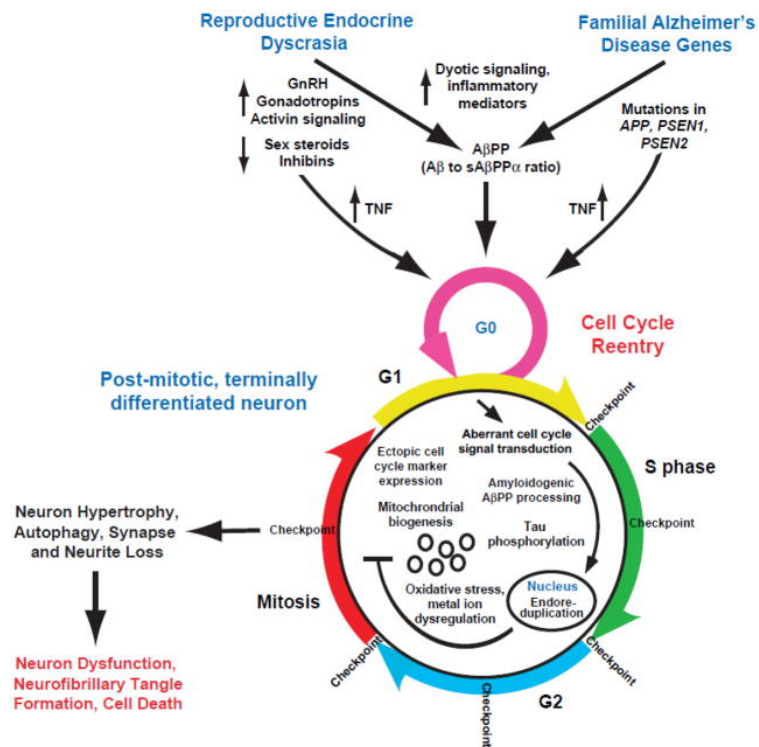 Reproductive Endocrine
Dyscrasia
Familial Alzheimer's
Disease Genes
GnRH
Gonadotropins
Activin signaling
Sex steroids
Inhibins
Dyotic signaling,
inflammatory
mediators
Mutations in
APP, PSEN1,
PSEN2
AβPP
(Aβ to sAβPPα ratio)
TNF
TNF
G0
Cell Cycle
Reentry
Post-mitotic, terminally
differentiated neuron
G1
Checkpoint
Aberrant cell cycle
signal transduction
Ectopic cell
cycle marker
expression
S phase
Amyloidogenic
AβPP processing
Mitochrondrial
biogenesis
Tau
phosphorylation
Checkpoint
Neuron Hypertrophy,
Autophagy, Synapse
and Neurite Loss
Checkpoint
Oxidative stress,
metal ion
dysregulation
Nucleus
Endore-
duplication
Mitosis
Checkpoint
Checkpoint
G2
Checkpoint
Neuron Dysfunction,
Neurofibrillary Tangle
Formation, Cell Death